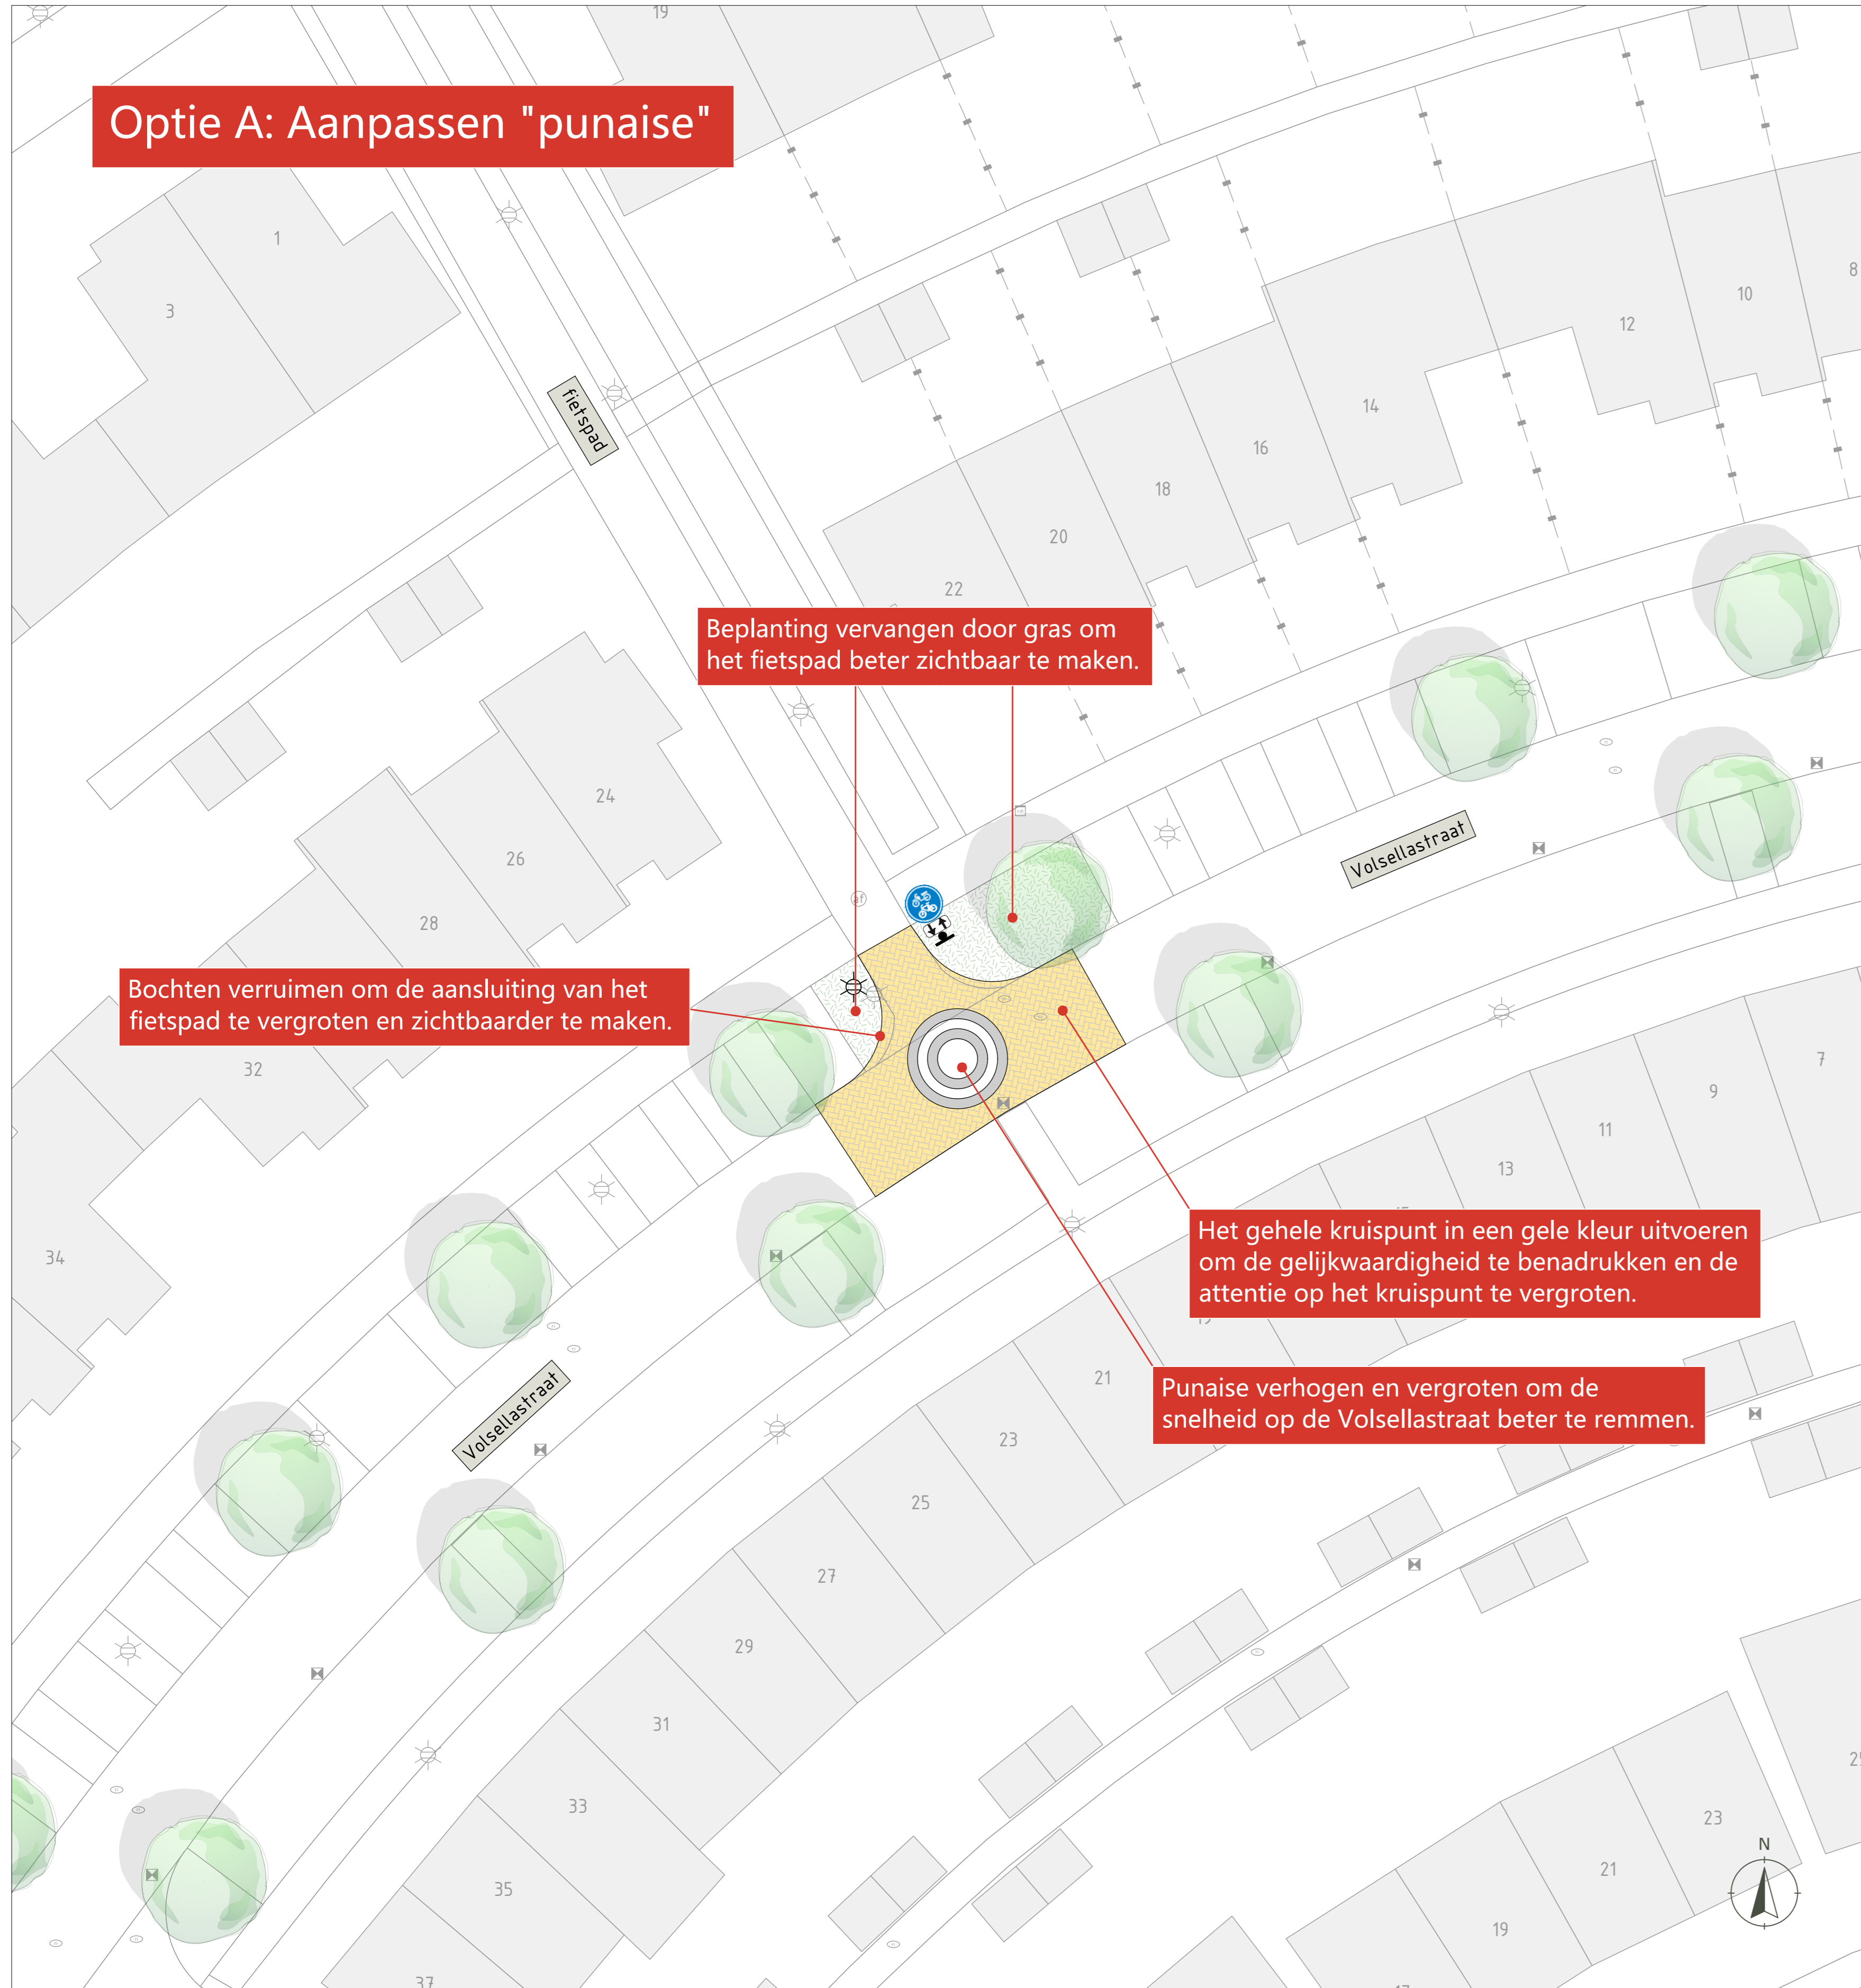 19
Optie A: Aanpassen "punaise"
1
3
8
10
12
14
16
18
20
22
fietspad
Beplanting vervangen door gras om
het fietspad beter zichtbaar te maken.
24
26
28
Volsellastraat
Bochten verruimen om de aansluiting van het
fietspad te vergroten en zichtbaarder te maken.
32
34
7
9
11
13
Het gehele kruispunt in een gele kleur uitvoeren
om de gelijkwaardigheid te benadrukken en de
attentie op het kruispunt te vergroten.
Punaise verhogen en vergroten om de
snelheid op de Volsellastraat beter te remmen.
Volsellastraat
21
23
25
27
29
31
33
35
37
23
21
19
N